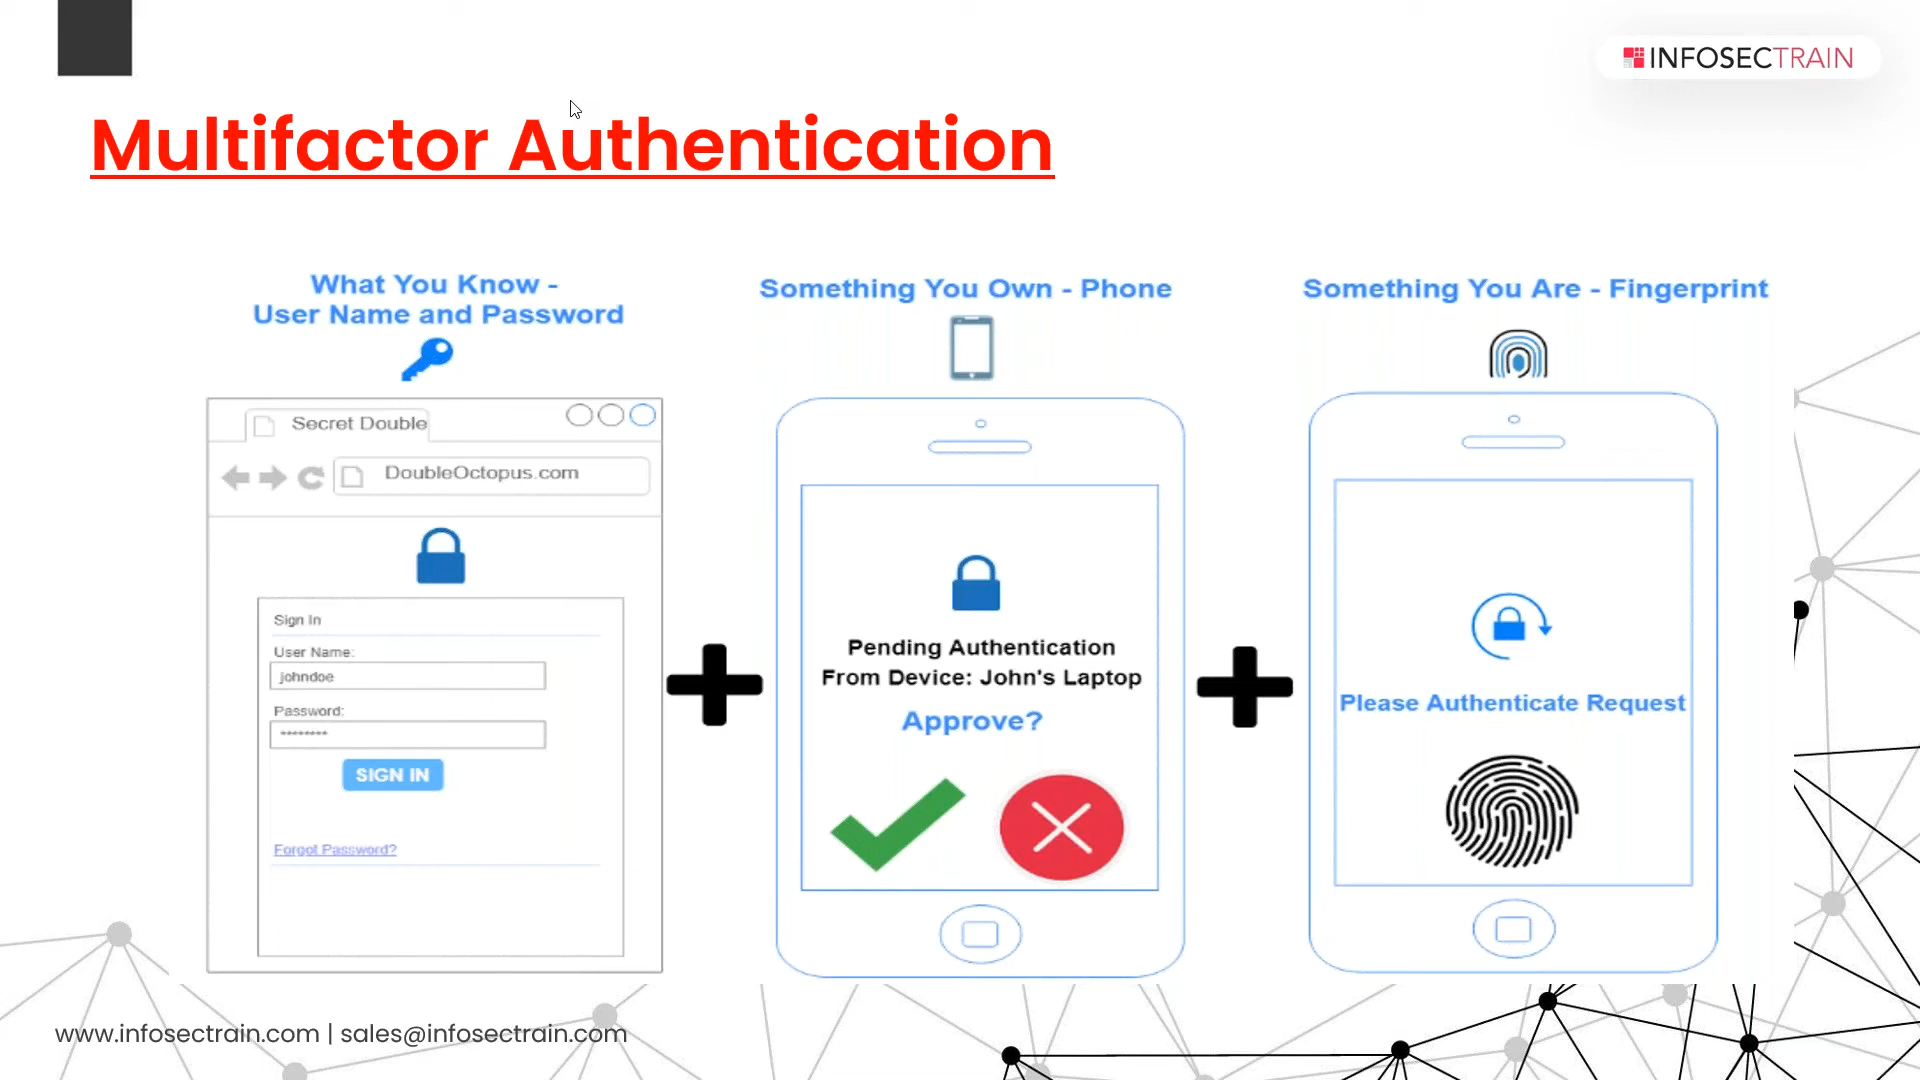 INFOSECTRAIN
Multifactor Authentication
What You Know -
User Name and Password
Secret Double
DoubleOctopus.com
Sign In
User Name:
johndoe
Password:
********
SIGN IN
Forgot Password?
Something You Own - Phone
Pending Authentication
From Device: John's Laptop
Approve?
Something You Are - Fingerprint
Please Authenticate Request
www.infosectrain.com | sales@infosectrain.com